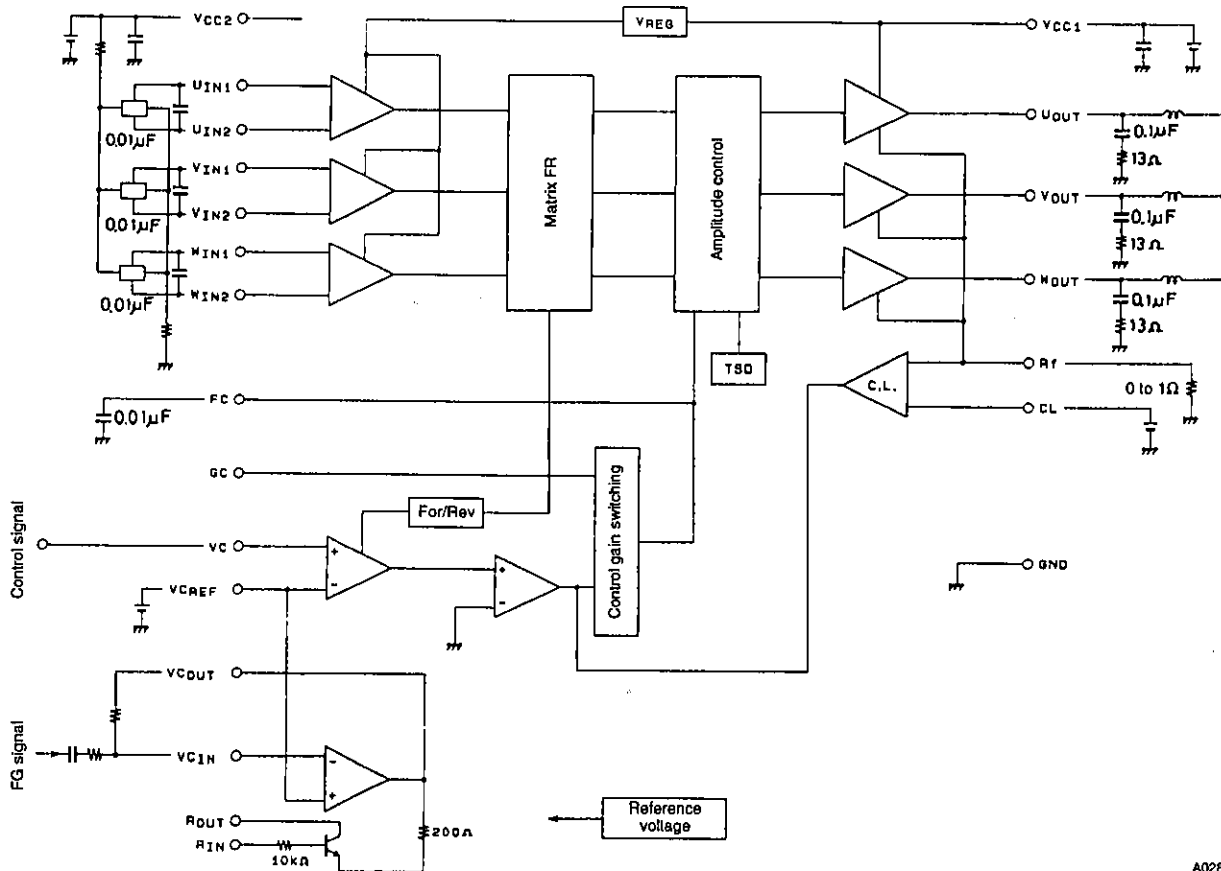 VCC2
VREG
VCC1
UIN1
UIN2
0.01µF
UOUT
0.1µF
13Ω
VIN1
VIN2
0.01µF
VOUT
0.1µF
13Ω
WIN1
WIN2
0.01µF
WOUT
0.1µF
13Ω
Matrix FR
Amplitude control
TSD
C.L.
Rf
0 to 1Ω
CL
FC
0.01µF
GC
Control gain switching
For/Rev
Control signal
VC
+
-
+
-
GND
VCREF
VCOUT
FG signal
VCIN
-
+
ROUT
RIN
10kΩ
200Ω
Reference
voltage
A028